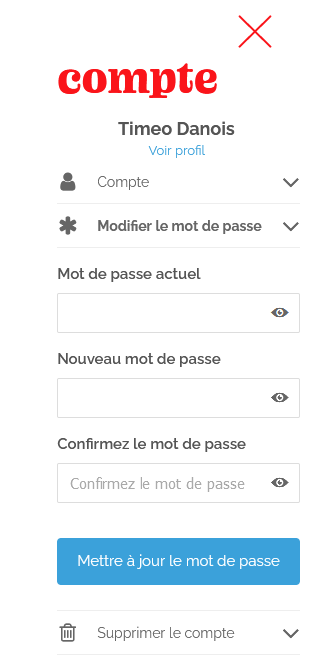 compte
Timeo Danois
Voir profil
Compte
Modifier le mot de passe
Mot de passe actuel
Nouveau mot de passe
Confirmez le mot de passe
Confirmez le mot de passe
Mettre à jour le mot de passe
Supprimer le compte